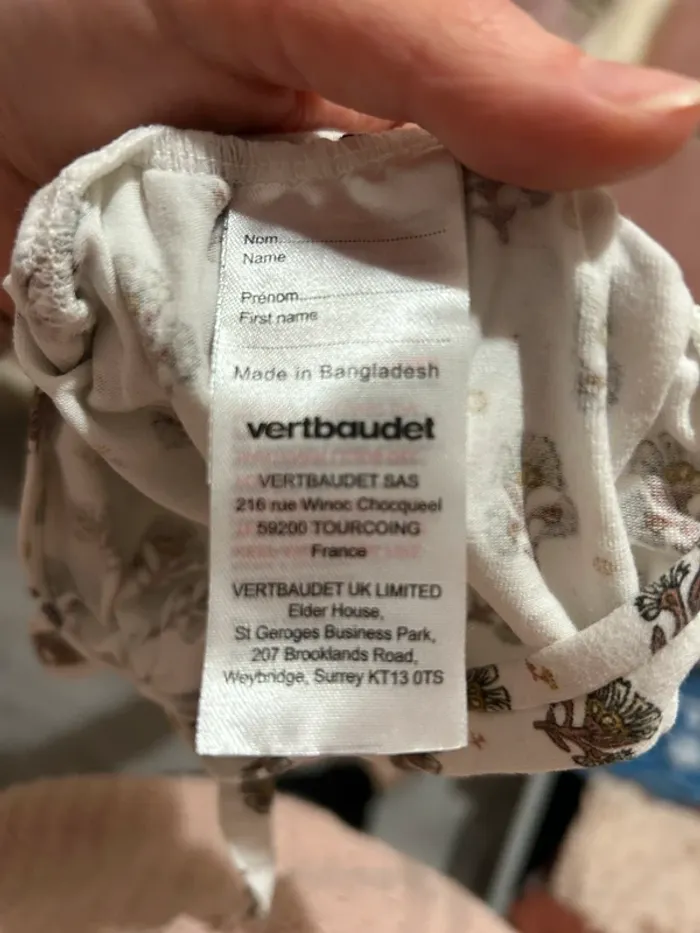 Nom
Name
Prénom
First name
Made in Bangladesh
vertbaudet
VERTBAUDET SAS
216 rue Winoc Chocqueel
59200 TOURCOING
France
VERTBAUDET UK LIMITED
Elder House,
St Geroges Business Park,
207 Brooklands Road,
Weybridge, Surrey KT13 0TS